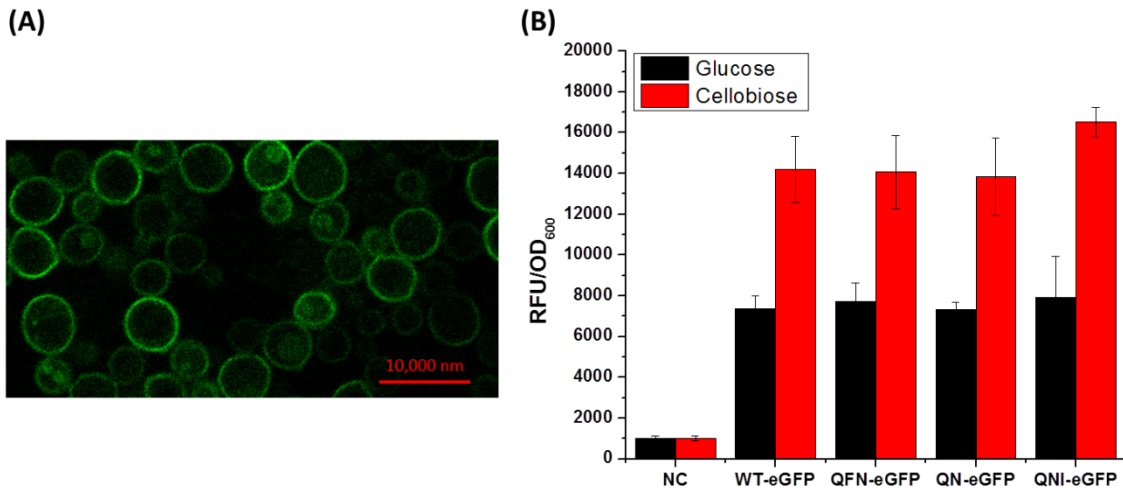 (A)
10,000 nm
(B)
RFU/OD600
20000
18000
16000
14000
12000
10000
8000
6000
4000
2000
0
Glucose
Cellobiose
NC
WT-eGFP
QFN-eGFP
QN-eGFP
QNI-eGFP